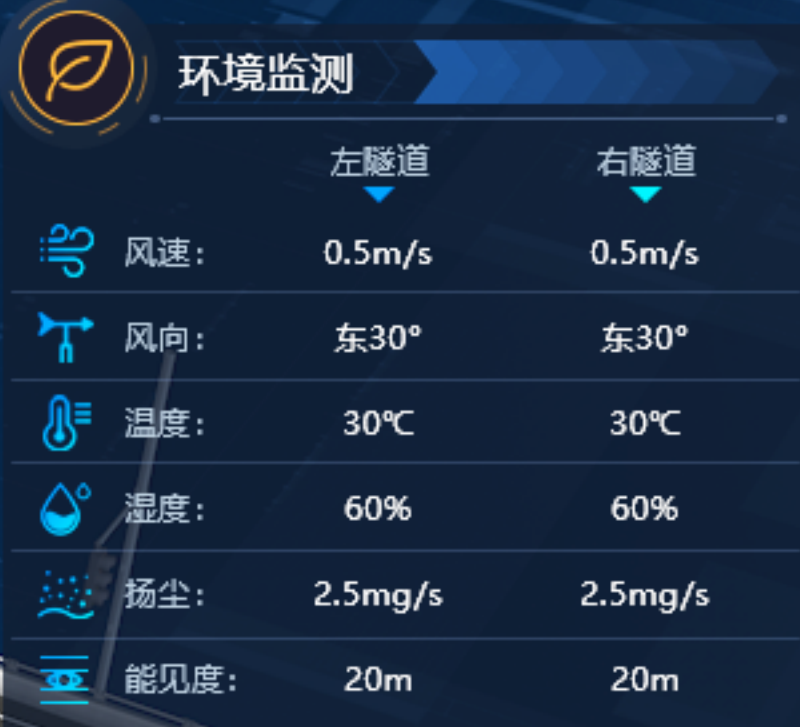 环境监测
左隧道 右隧道
风速: 0.5m/s 0.5m/s
风向: 东30° 东30°
温度: 30℃ 30℃
湿度: 60% 60%
扬尘: 2.5mg/s 2.5mg/s
能见度: 20m 20m